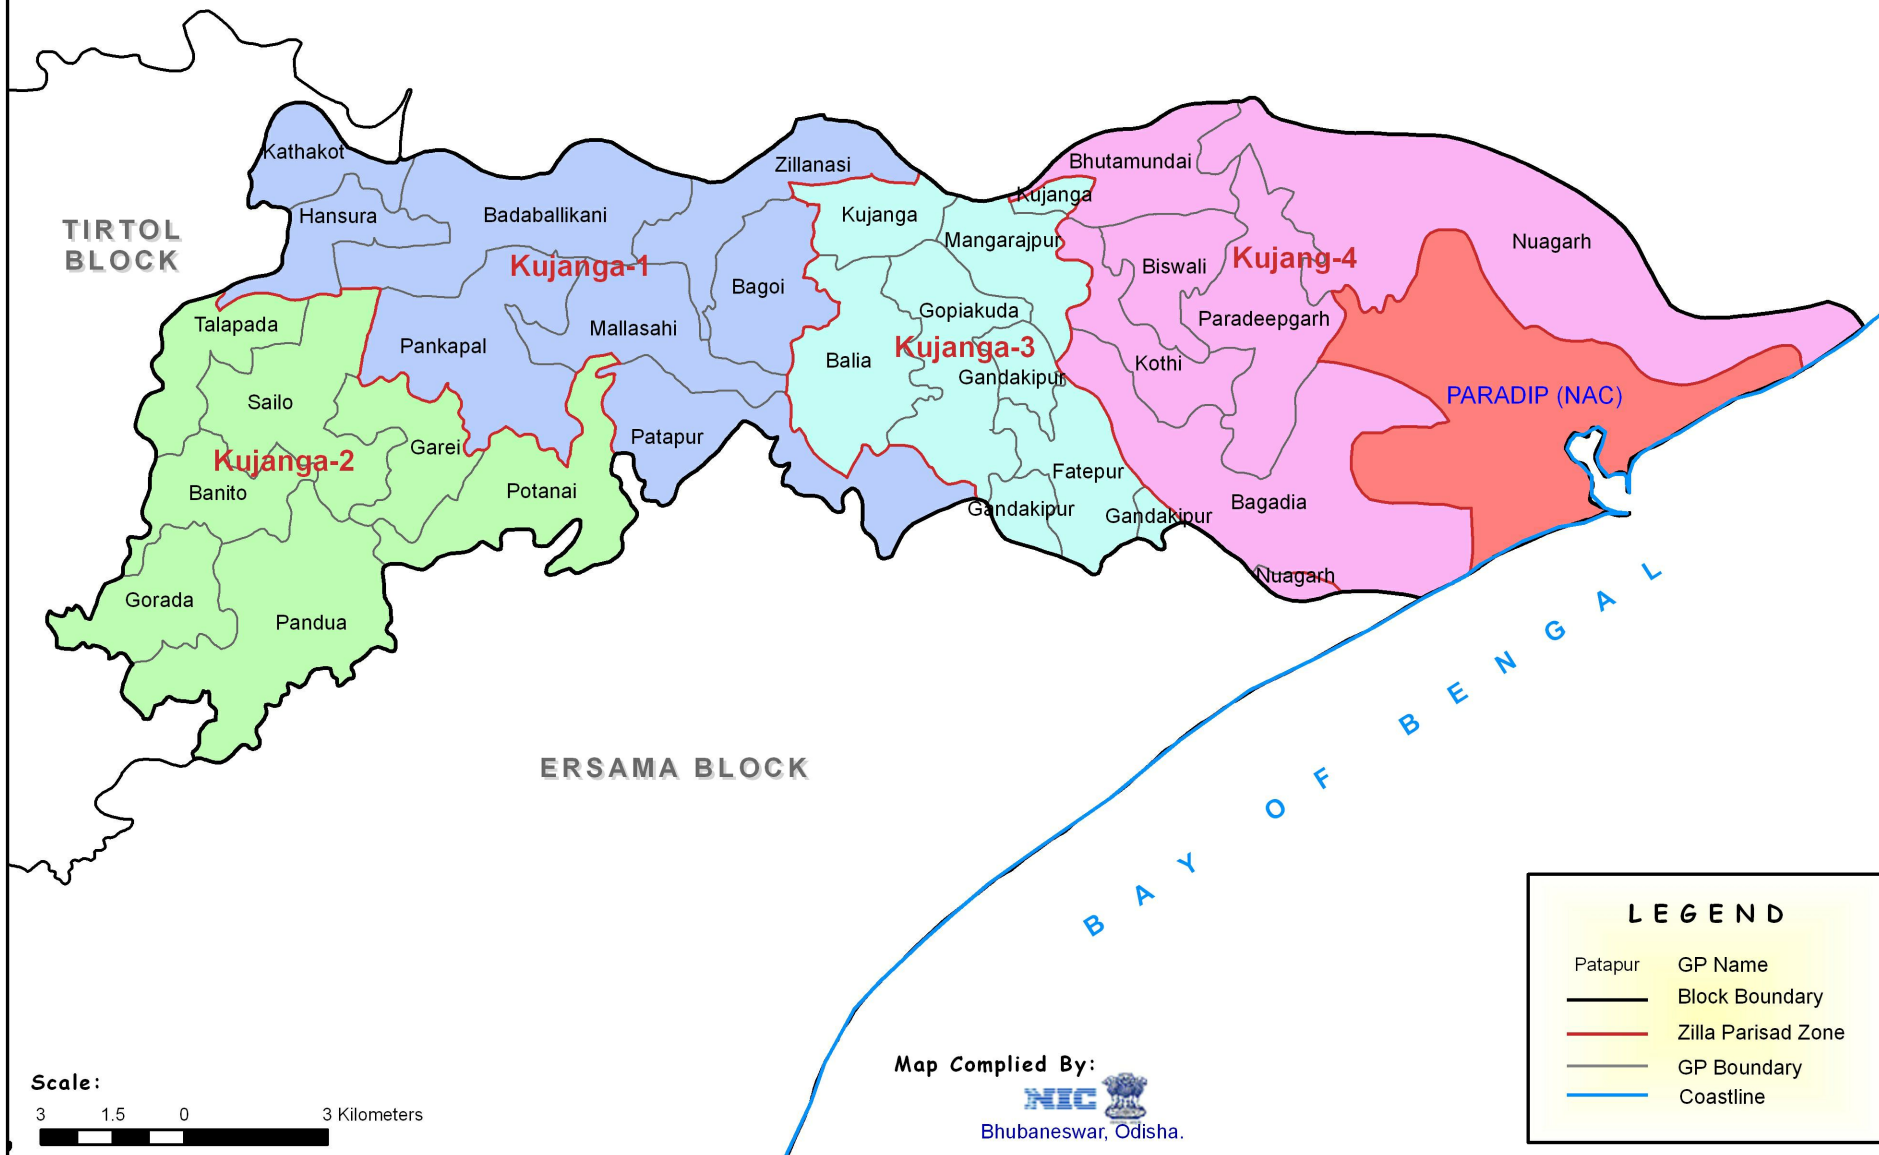 Kathakot
Zillanasi
Bhutamundai
Kujanga
Hansura
Badaballikani
Kujanga
TIRTOL
BLOCK
Mangarajpur
Nuagarh
Kujanga-1
Biswali
Kujang-4
Bagoi
Gopiakuda
Talapada
Mallasahi
Paradeepgarh
Pankapal
Kujanga-3
Balia
Kothi
Gandakipur
PARADIP (NAC)
Sailo
Patapur
Garei
Kujanga-2
Fatepur
Banito
Potanai
Bagadia
Gandakipur
Gandakipur
Nuagarh
Gorada
Pandua
ERSAMA BLOCK
BAY OF BENGAL
LEGEND
Patapur GP Name
Block Boundary
Zilla Parisad Zone
GP Boundary
Coastline
Scale:
3 1.5 0 3 Kilometers
Map Complied By:
NIC
Bhubaneswar, Odisha.